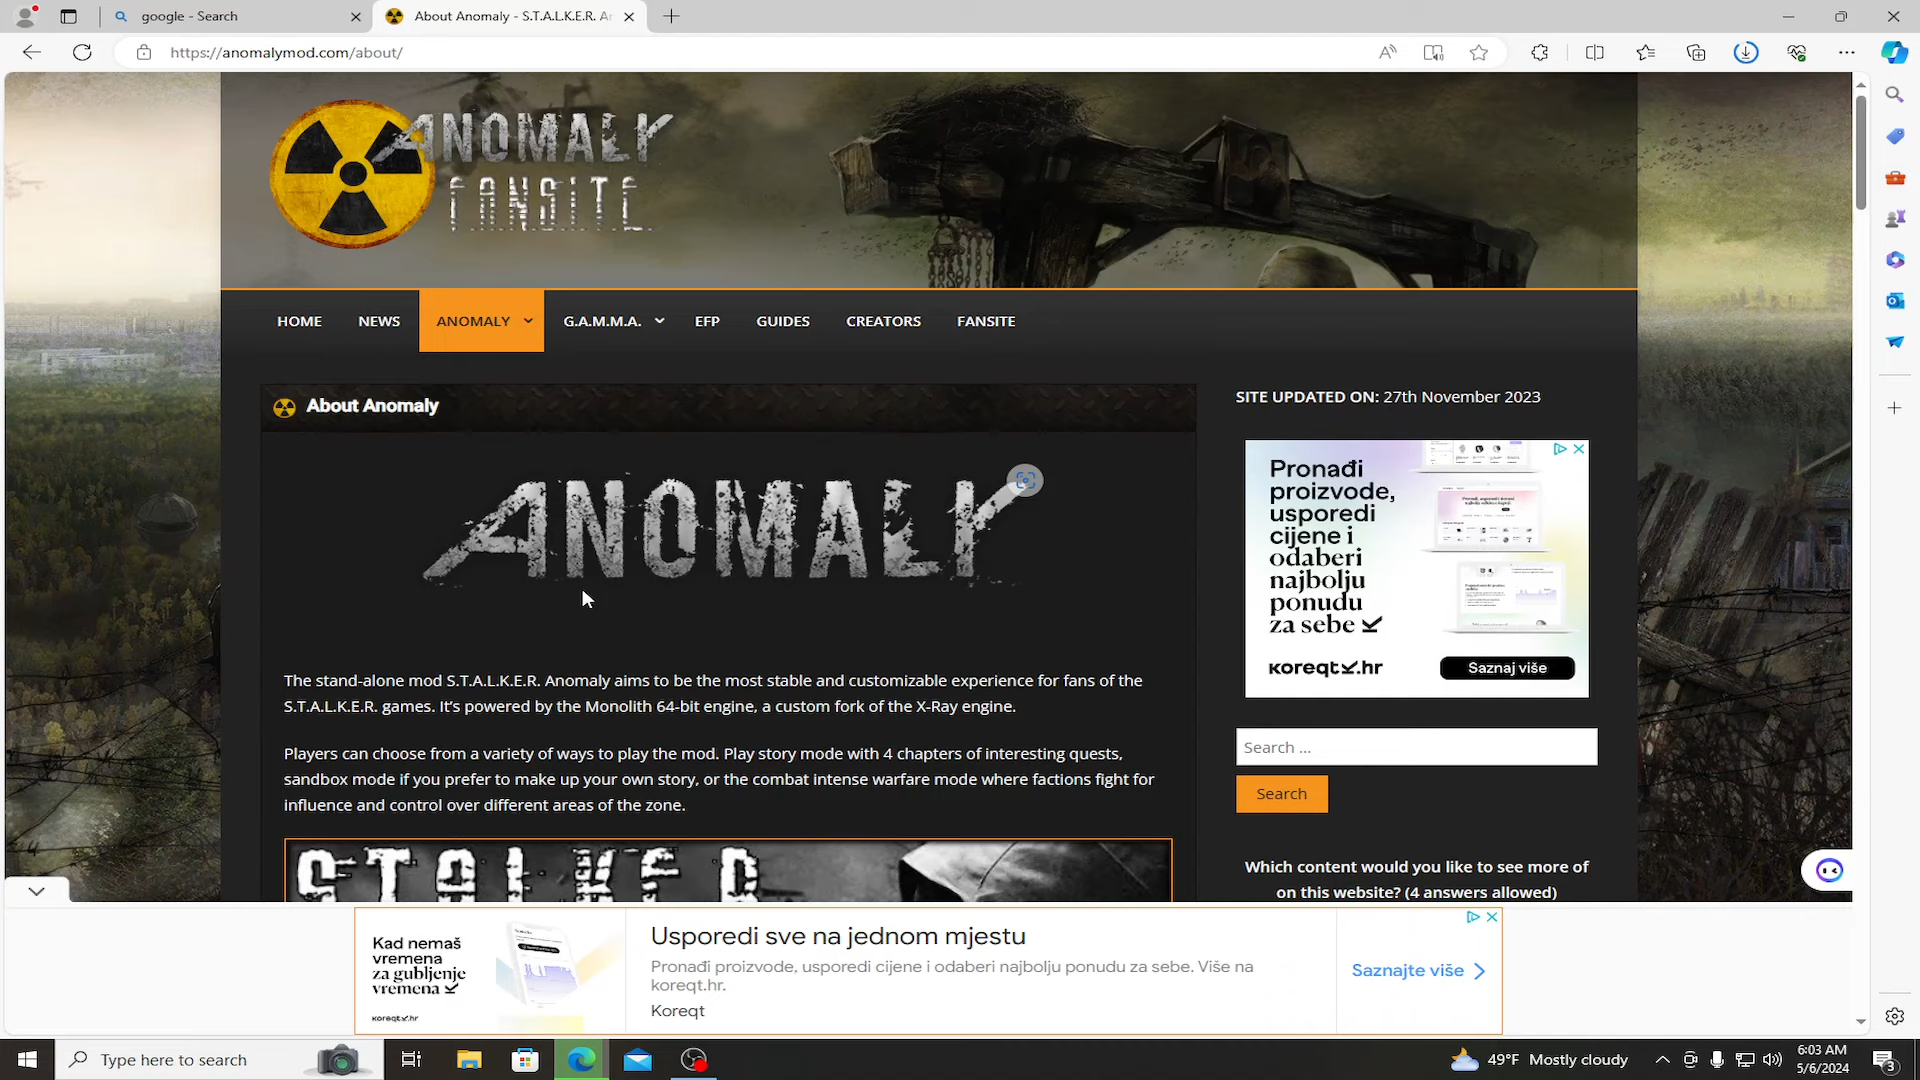 google - Search
About Anomaly - S.T.A.L.K.E.R. Ar
https://anomalymod.com/about/
ANOMALY
FANSITE
HOME
NEWS
ANOMALY
G.A.M.M.A.
EFP
GUIDES
CREATORS
FANSITE
About Anomaly
ANOMALY
The stand-alone mod S.T.A.L.K.E.R. Anomaly aims to be the most stable and customizable experience for fans of the
S.T.A.L.K.E.R. games. It's powered by the Monolith 64-bit engine, a custom fork of the X-Ray engine.
Players can choose from a variety of ways to play the mod. Play story mode with 4 chapters of interesting quests,
sandbox mode if you prefer to make up your own story, or the combat intense warfare mode where factions fight for
influence and control over different areas of the zone.
S.T.A.L.K.E.R
SITE UPDATED ON: 27th November 2023
Pronađi
proizvode,
usporedi
cijene i
odaberi
najbolju
ponudu
za sebe
koreqt.hr
Saznaj više
Search ...
Search
Which content would you like to see more of
on this website? (4 answers allowed)
Kad nemaš
vremena
za gubljenje
vremena
koreqt.hr
Usporedi sve na jednom mjestu
Pronađi proizvode, usporedi cijene i odaberi najbolju ponudu za sebe. Više na
koreqt.hr.
Koreqt
Saznajte više
Type here to search
49°F Mostly cloudy
6:03 AM
5/6/2024
3